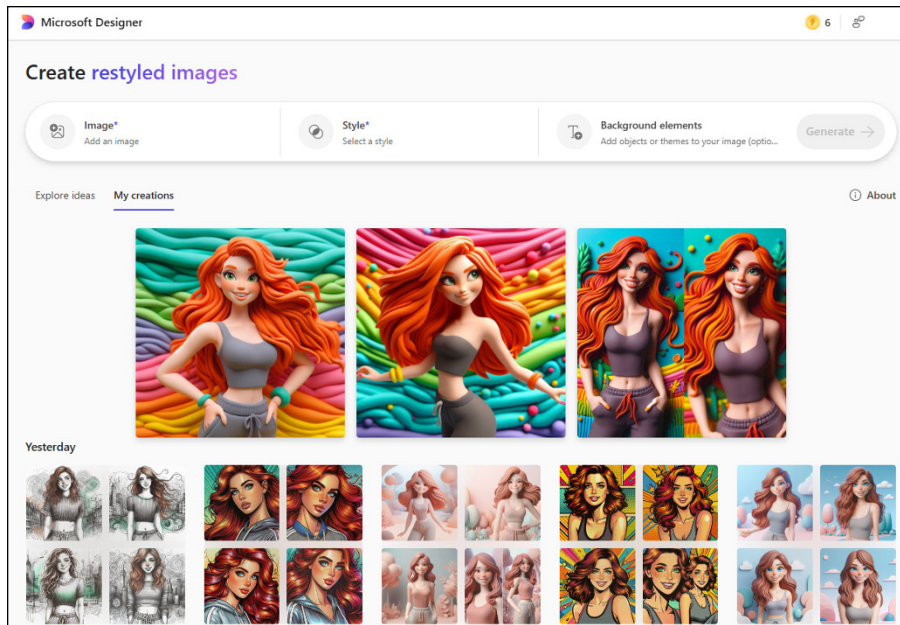 Microsoft Designer
6
Create restyled images
Image*
Add an image
Style*
Select a style
Background elements
Add objects or themes to your image (optio...
Generate
Explore ideas
My creations
About
Yesterday